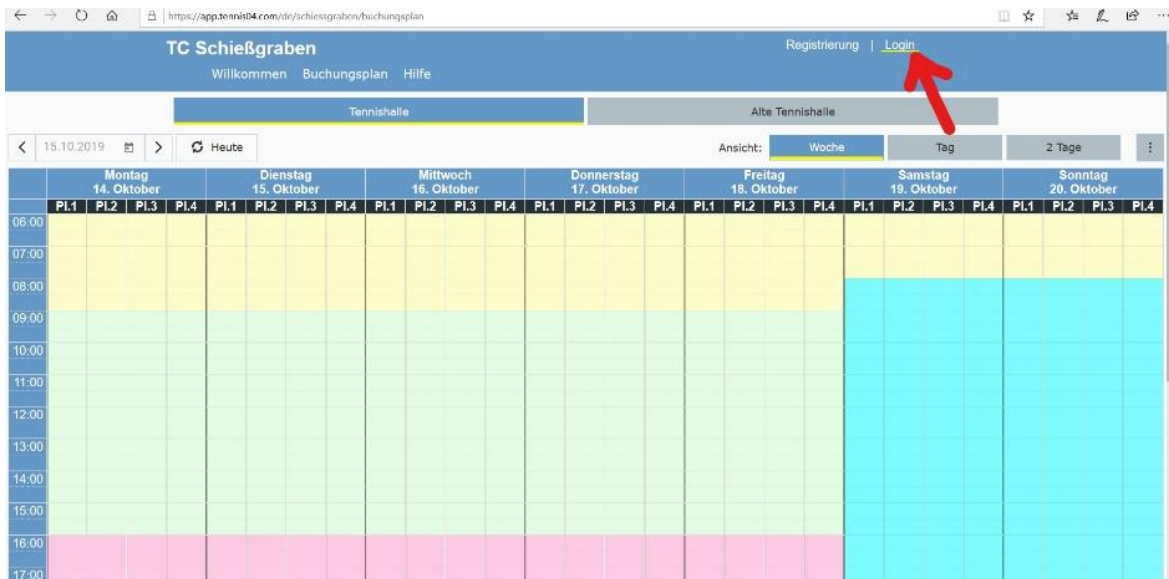 https://app.tennis04.com/de/schiessgraben/buchungsplan
TC Schießgraben
Registrierung | Login
Willkommen Buchungsplan Hilfe
Tennishalle Alte Tennishalle
15.10.2019 Heute Ansicht: Woche Tag 2 Tage
Montag Dienstag Mittwoch Donnerstag Freitag Samstag Sonntag
14. Oktober 15. Oktober 16. Oktober 17. Oktober 18. Oktober 19. Oktober 20. Oktober
Pl.1 Pl.2 Pl.3 Pl.4 Pl.1 Pl.2 Pl.3 Pl.4 Pl.1 Pl.2 Pl.3 Pl.4 Pl.1 Pl.2 Pl.3 Pl.4 Pl.1 Pl.2 Pl.3 Pl.4 Pl.1 Pl.2 Pl.3 Pl.4 Pl.1 Pl.2 Pl.3 Pl.4
06:00
07:00
08:00
09:00
10:00
11:00
12:00
13:00
14:00
15:00
16:00
17:00